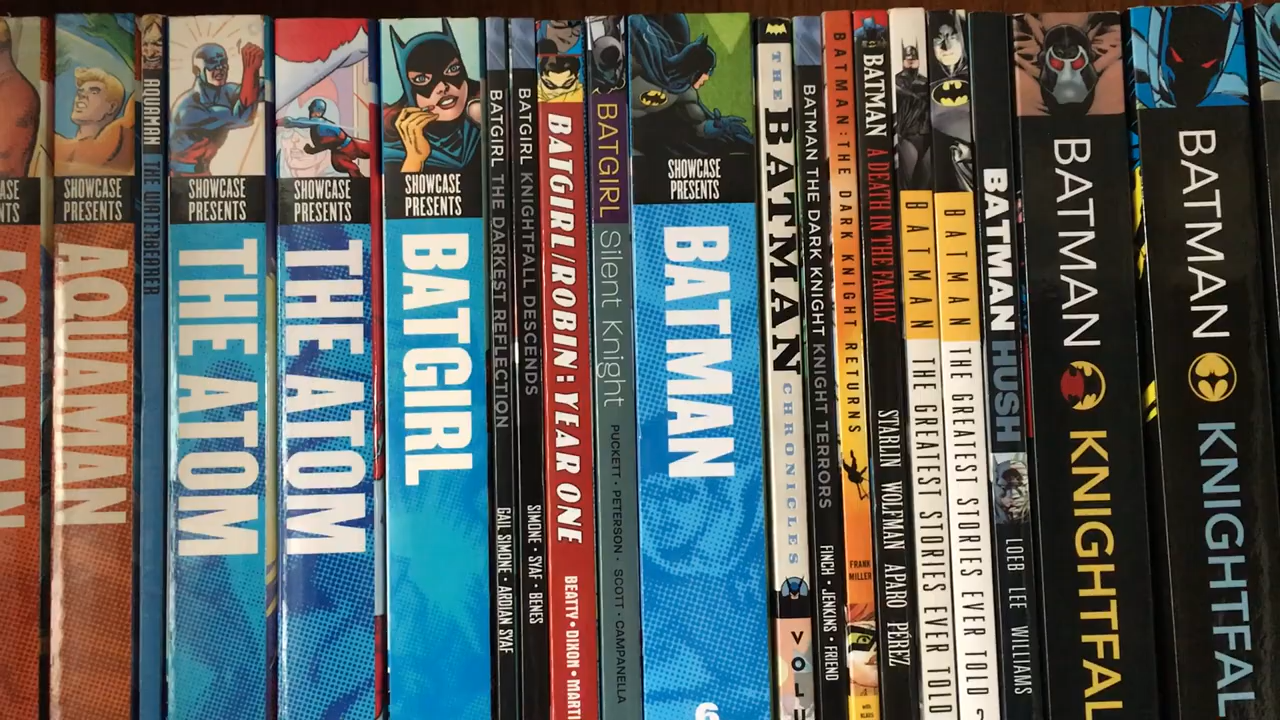 SHOWCASE
PRESENTS
AQUAMAN
AQUAMAN THE WATERBEARER
SHOWCASE
PRESENTS
THE ATOM
SHOWCASE
PRESENTS
THE ATOM
SHOWCASE
PRESENTS
BATGIRL
BATGIRL THE DARKEST REFLECTION
GAIL SIMONE • ARDIAN SYAF
BATGIRL KNIGHTFALL DESCENDS
SIMONE • SYAF • BENES
BATGIRL/ROBIN: YEAR ONE
BEATTY • DIXON • MARTI
BATGIRL Silent Knight
PUCKETT • PETERSON • SCOTT • CAMPANELLA
SHOWCASE
PRESENTS
BATMAN
6
THE BATMAN CHRONICLES
VOLU
BATMAN THE DARK KNIGHT KNIGHT TERRORS
FINCH • JENKINS • FRIEND
BATMAN: THE DARK KNIGHT RETURNS
FRANK
MILLER
BATMAN A DEATH IN THE FAMILY
STARLIN WOLFMAN APARO PÉREZ
BATMAN THE GREATEST STORIES EVER TOLD
BATMAN THE GREATEST STORIES EVER TOLD
BATMAN HUSH
LOEB LEE WILLIAMS
BATMAN KNIGHTFAL
BATMAN KNIGHTFAL